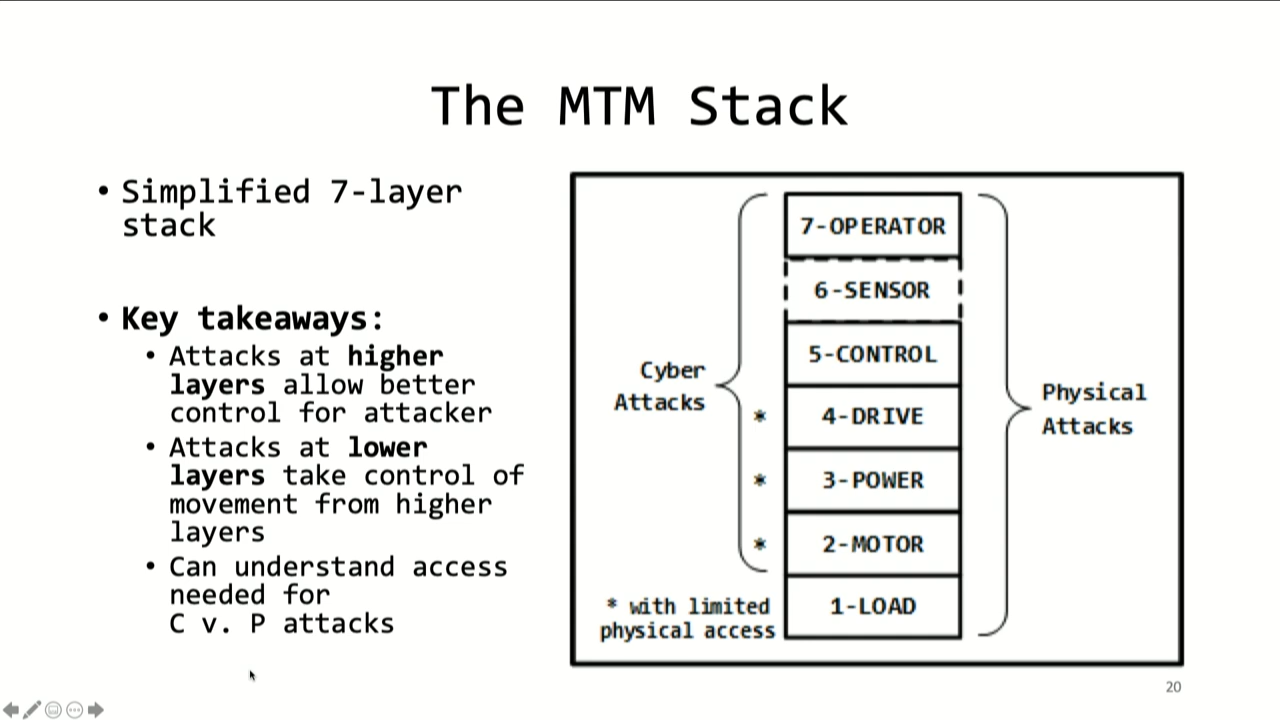 The MTM Stack
• Simplified 7-layer
stack
• Key takeaways:
• Attacks at higher
layers allow better
control for attacker
• Attacks at lower
layers take control of
movement from higher
layers
• Can understand access
needed for
C v. P attacks
Cyber
Attacks
*
*
*
* with limited
physical access
7-OPERATOR
6-SENSOR
5-CONTROL
4-DRIVE
3-POWER
2-MOTOR
1-LOAD
Physical
Attacks
20